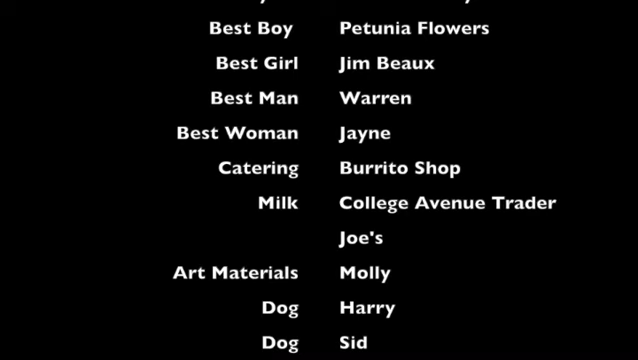 Best Boy Petunia Flowers
Best Girl Jim Beaux
Best Man Warren
Best Woman Jayne
Catering Burrito Shop
Milk College Avenue Trader
Joe's
Art Materials Molly
Dog Harry
Dog Sid